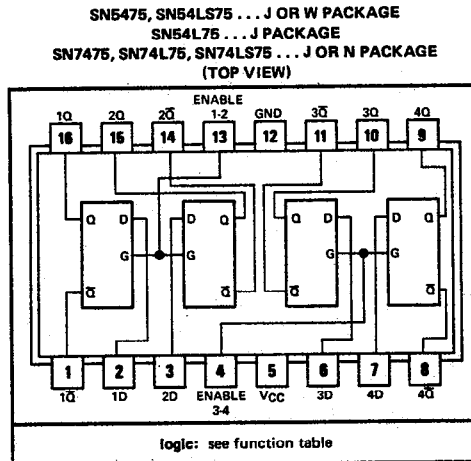 SN5475, SN54LS75 . . . J OR W PACKAGE
SN54L75 . . . J PACKAGE
SN7475, SN74L75, SN74LS75 . . . J OR N PACKAGE
(TOP VIEW)
1Q 2Q 2Q̅ ENABLE 1-2 GND 3Q̅ 3Q 4Q
16 15 14 13 12 11 10 9
Q D D Q Q D D Q
G G G G
Q̅ Q̅ Q̅ Q̅
1 2 3 4 5 6 7 8
1Q̅ 1D 2D ENABLE 3-4 VCC 3D 4D 4Q̅
logic: see function table